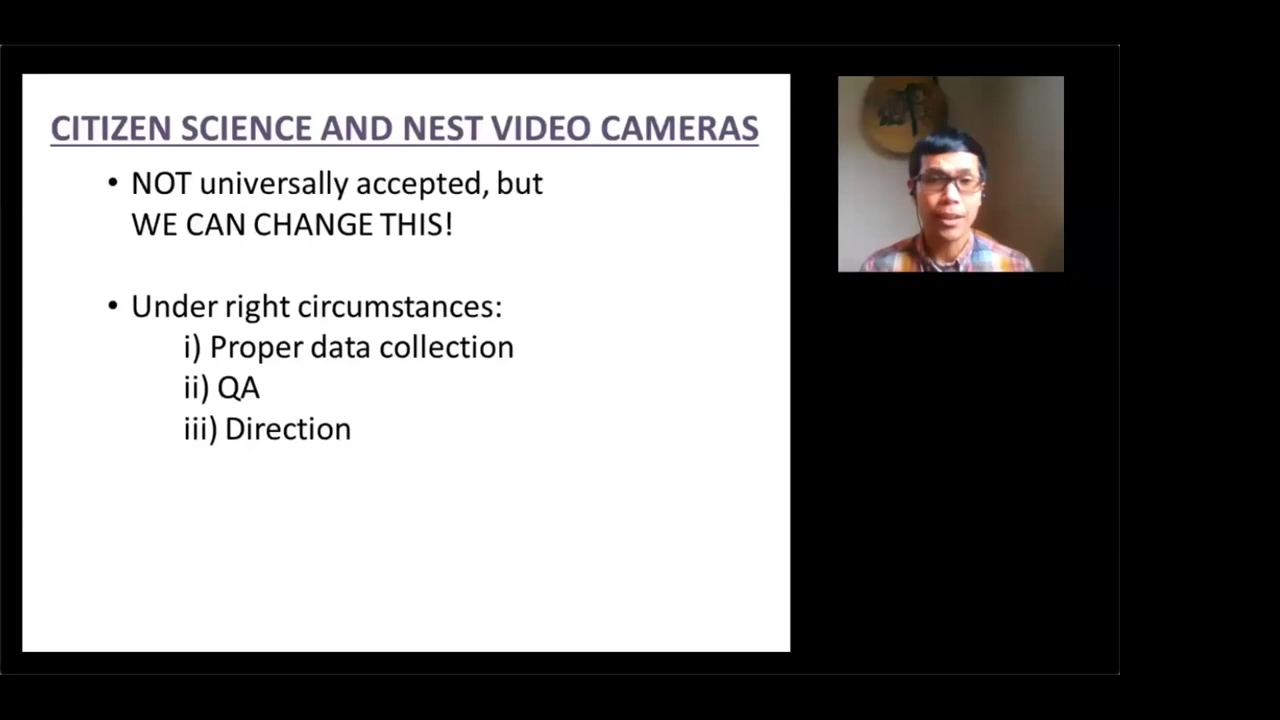 CITIZEN SCIENCE AND NEST VIDEO CAMERAS
• NOT universally accepted, but
WE CAN CHANGE THIS!
• Under right circumstances:
i) Proper data collection
ii) QA
iii) Direction